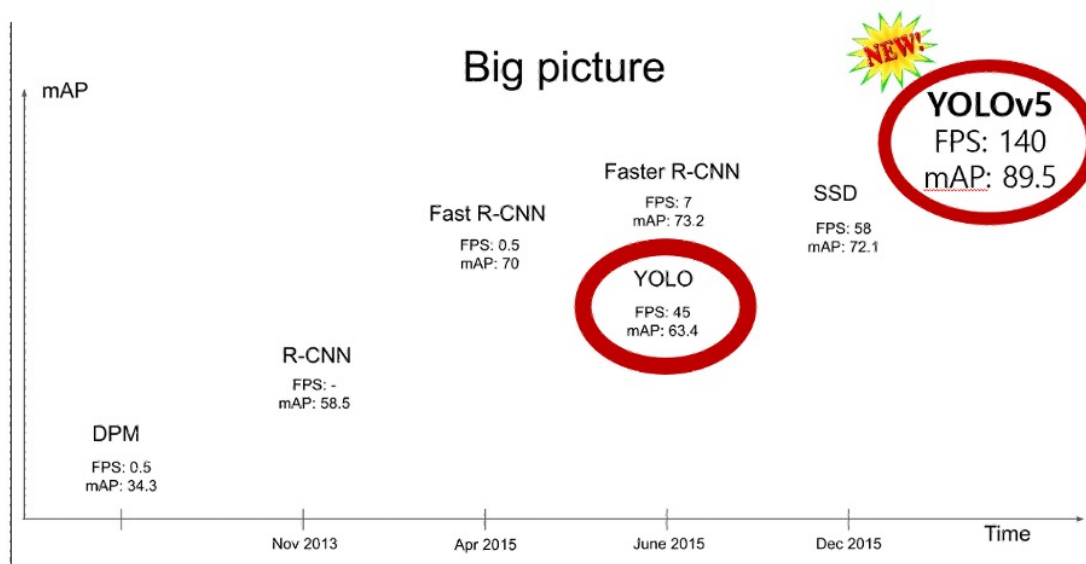 Big picture
NEW!
mAP
YOLOv5
FPS: 140
mAP: 89.5
Faster R-CNN
FPS: 7
mAP: 73.2
SSD
FPS: 58
mAP: 72.1
Fast R-CNN
FPS: 0.5
mAP: 70
YOLO
FPS: 45
mAP: 63.4
R-CNN
FPS: -
mAP: 58.5
DPM
FPS: 0.5
mAP: 34.3
Nov 2013
Apr 2015
June 2015
Dec 2015
Time